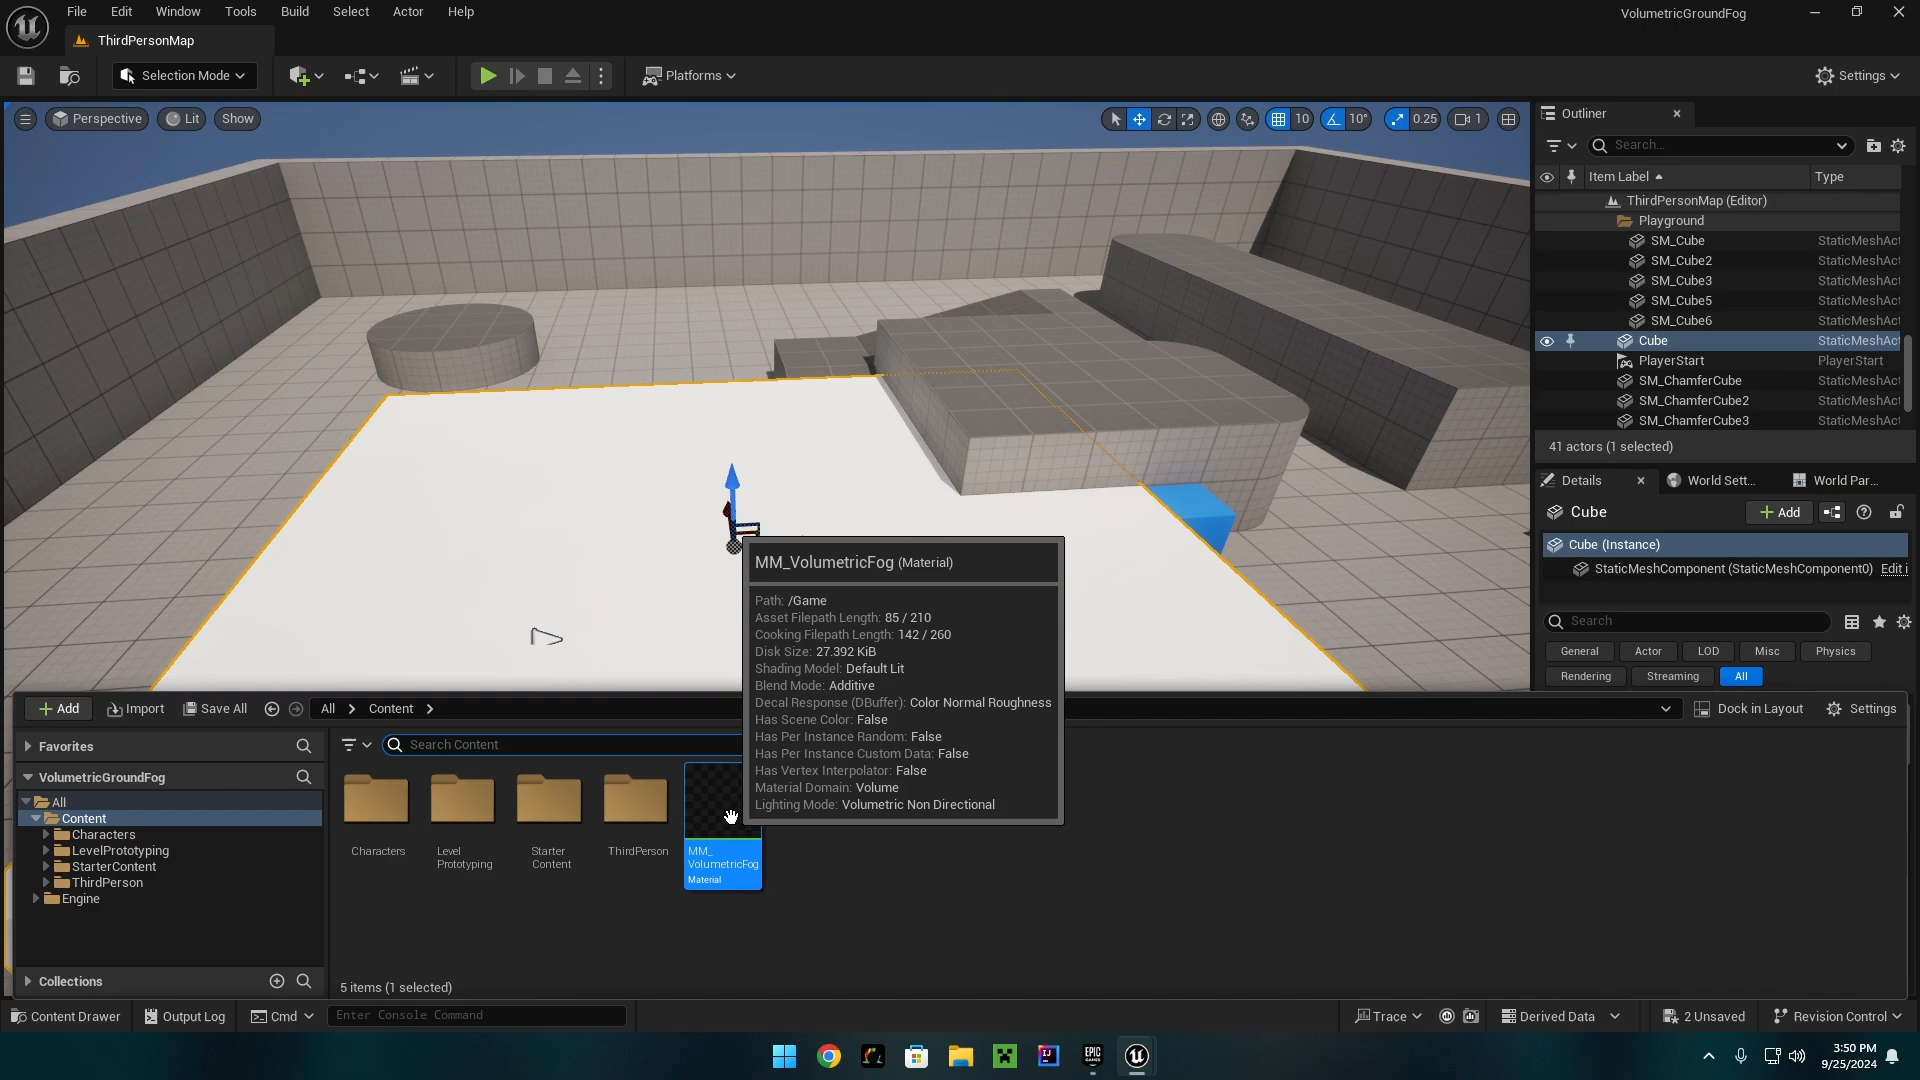 File Edit Window Tools Build Select Actor Help
VolumetricGroundFog
ThirdPersonMap
Selection Mode
Platforms
Settings
Perspective
Lit
Show
10
10°
0.25
1
Outliner
Search...
Item Label
Type
ThirdPersonMap (Editor)
Playground
SM_Cube StaticMeshAct
SM_Cube2 StaticMeshAct
SM_Cube3 StaticMeshAct
SM_Cube5 StaticMeshAct
SM_Cube6 StaticMeshAct
Cube StaticMeshAct
PlayerStart PlayerStart
SM_ChamferCube StaticMeshAct
SM_ChamferCube2 StaticMeshAct
SM_ChamferCube3 StaticMeshAct
41 actors (1 selected)
Details
World Sett...
World Par...
Cube
Add
Cube (Instance)
StaticMeshComponent (StaticMeshComponent0) Edit i
Search
General Actor LOD Misc Physics
Rendering Streaming All
MM_VolumetricFog (Material)
Path: /Game
Asset Filepath Length: 85 / 210
Cooking Filepath Length: 142 / 260
Disk Size: 27.392 KiB
Shading Model: Default Lit
Blend Mode: Additive
Decal Response (DBuffer): Color Normal Roughness
Has Scene Color: False
Has Per Instance Random: False
Has Per Instance Custom Data: False
Has Vertex Interpolator: False
Material Domain: Volume
Lighting Mode: Volumetric Non Directional
Add
Import
Save All
All
Content
Dock in Layout
Settings
Favorites
VolumetricGroundFog
All
Content
Characters
LevelPrototyping
StarterContent
ThirdPerson
Engine
Collections
Search Content
Characters
Level
Prototyping
Starter
Content
ThirdPerson
MM_
VolumetricFog
Material
5 items (1 selected)
Content Drawer
Output Log
Cmd
Enter Console Command
Trace
Derived Data
2 Unsaved
Revision Control
EPIC
GAMES
IJ
3:50 PM
9/25/2024